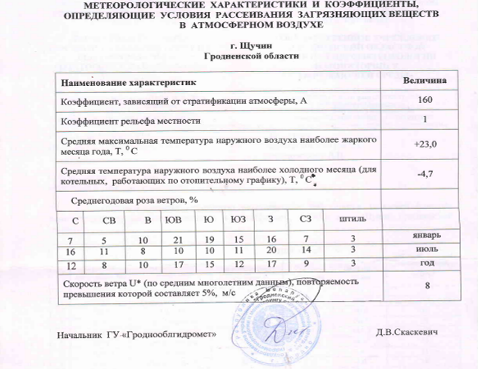 МЕТЕОРОЛОГИЧЕСКИЕ ХАРАКТЕРИСТИКИ И КОЭФФИЦИЕНТЫ,
ОПРЕДЕЛЯЮЩИЕ УСЛОВИЯ РАССЕИВАНИЯ ЗАГРЯЗНЯЮЩИХ ВЕЩЕСТВ
В АТМОСФЕРНОМ ВОЗДУХЕ
г. Щучин
Гродненской области
Наименование характеристик Величина
Коэффициент, зависящий от стратификации атмосферы, А 160
Коэффициент рельефа местности 1
Средняя максимальная температура наружного воздуха наиболее жаркого
месяца года, Т, ⁰ С +23,0
Средняя температура наружного воздуха наиболее холодного месяца (для
котельных, работающих по отопительному графику), Т, ⁰ С -4,7
Среднегодовая роза ветров, %
С СВ В ЮВ Ю ЮЗ З СЗ штиль
7 5 10 21 19 15 16 7 3 январь
16 11 8 10 10 11 20 14 3 июль
12 8 10 17 15 12 17 9 3 год
Скорость ветра U* (по средним многолетним данным), повторяемость
превышения которой составляет 5%, м/с 8
Начальник ГУ «Гроднооблгидромет» Д.В.Скаскевич